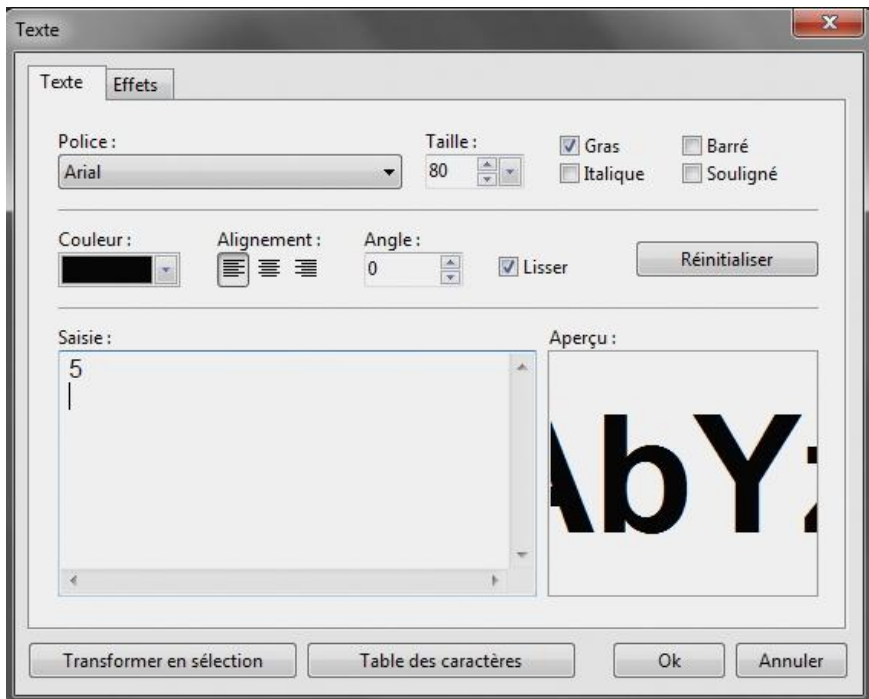 Texte
Texte Effets
Police : Taille :
Arial 80 Gras Barré
Italique Souligné
Couleur : Alignement : Angle :
0 Lisser Réinitialiser
Saisie : Aperçu :
5
AbYz
Transformer en sélection Table des caractères Ok Annuler